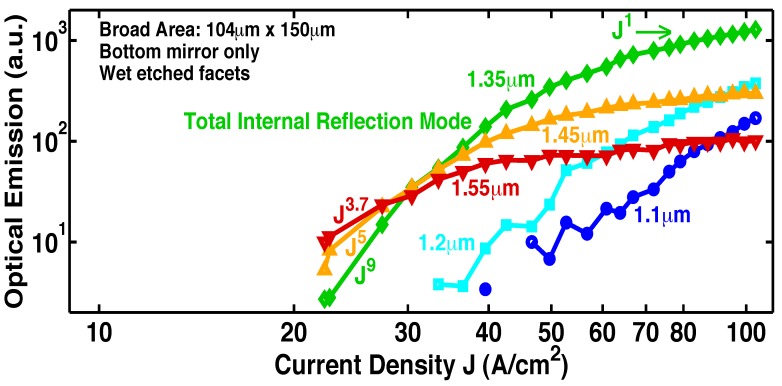 Broad Area: 104μm x 150μm
Bottom mirror only
Wet etched facets
J¹→
1.35μm
Total Internal Reflection Mode
1.45μm
1.55μm
J³·⁷
J⁵
J⁹
1.2μm
1.1μm
Optical Emission (a.u.)
10³
10²
10¹
10 20 30 40 50 60 70 80 100
Current Density J (A/cm²)